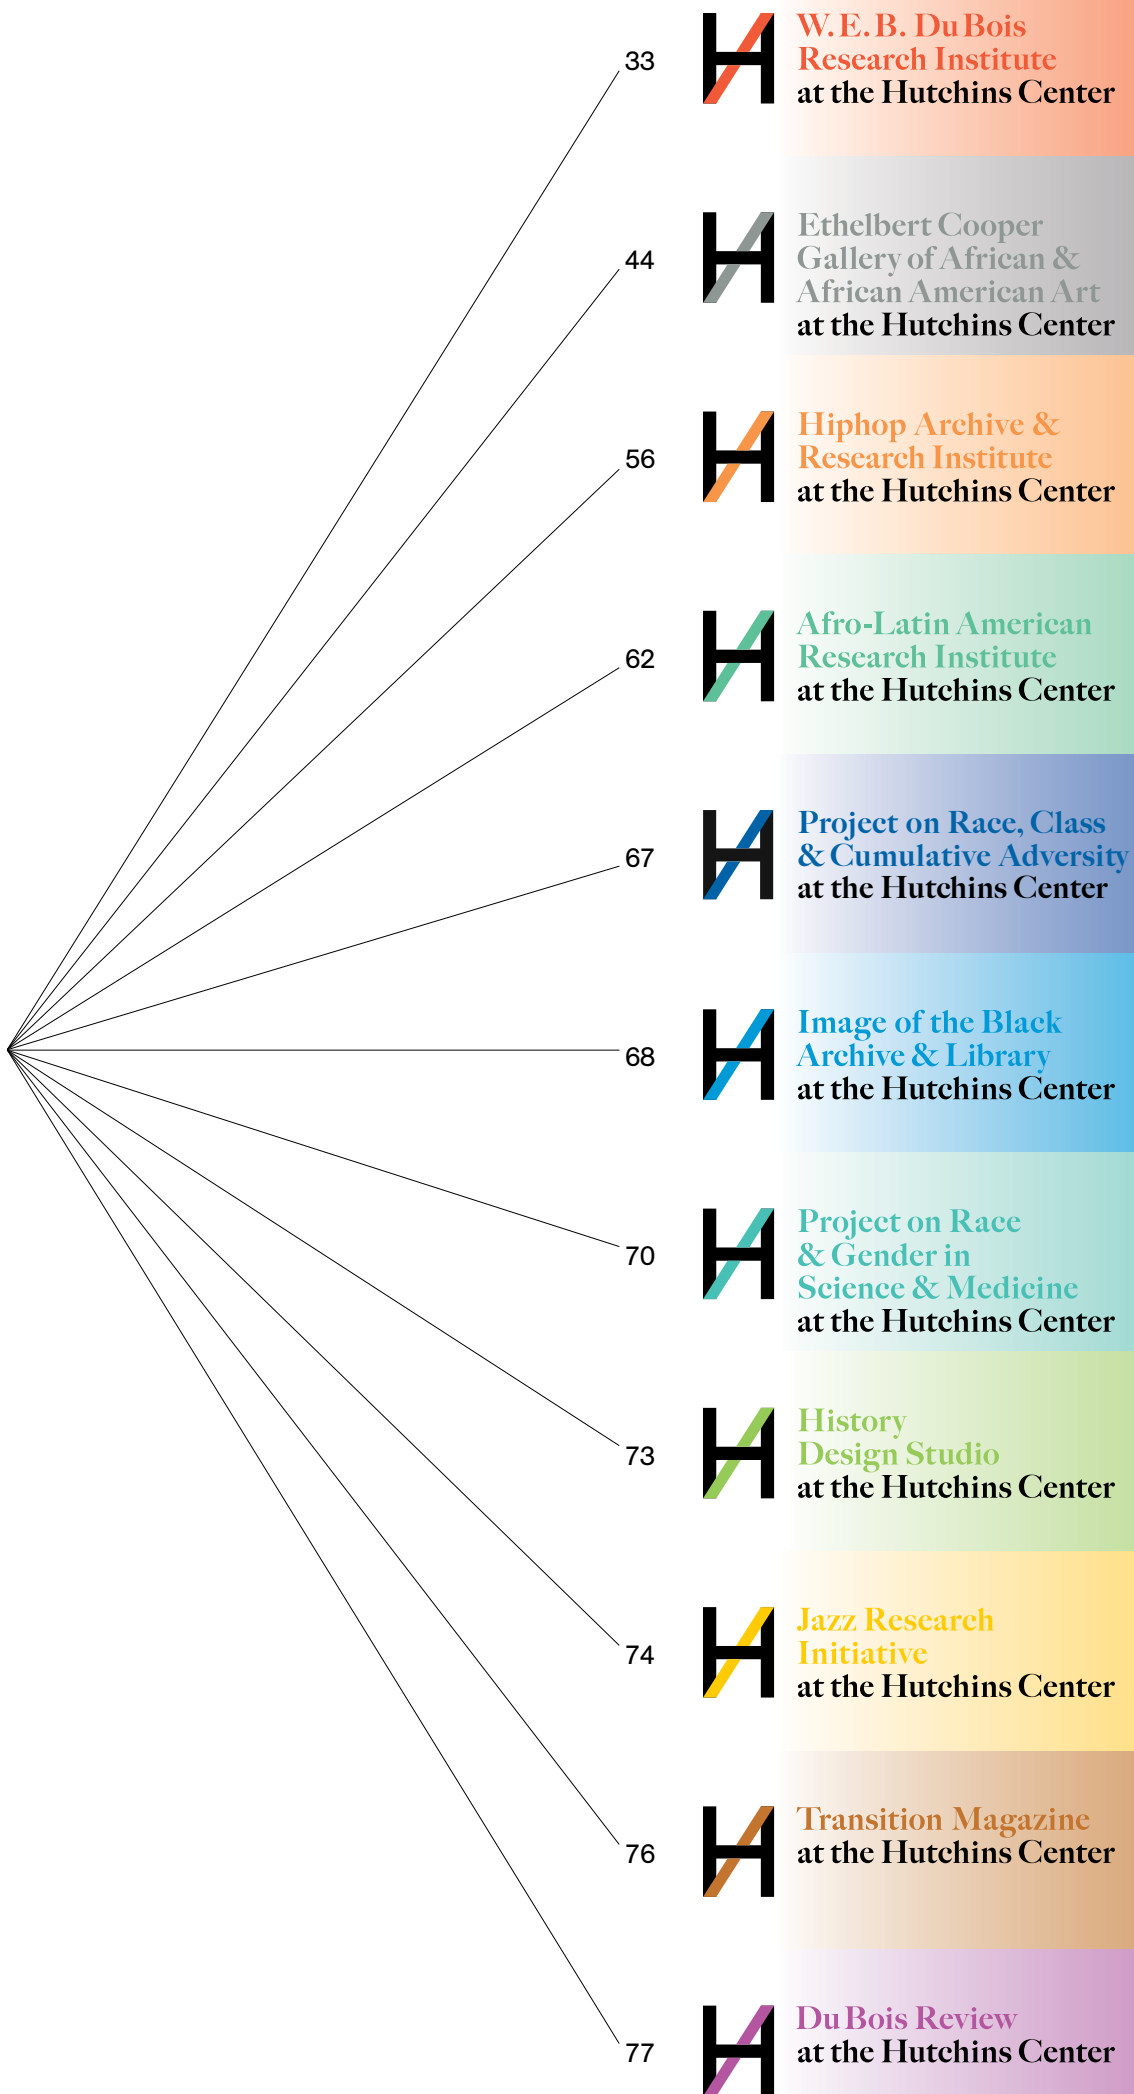 33
W.E.B. Du Bois
Research Institute
at the Hutchins Center
44
Ethelbert Cooper
Gallery of African &
African American Art
at the Hutchins Center
56
Hiphop Archive &
Research Institute
at the Hutchins Center
62
Afro-Latin American
Research Institute
at the Hutchins Center
67
Project on Race, Class
& Cumulative Adversity
at the Hutchins Center
68
Image of the Black
Archive & Library
at the Hutchins Center
70
Project on Race
& Gender in
Science & Medicine
at the Hutchins Center
73
History
Design Studio
at the Hutchins Center
74
Jazz Research
Initiative
at the Hutchins Center
76
Transition Magazine
at the Hutchins Center
77
Du Bois Review
at the Hutchins Center